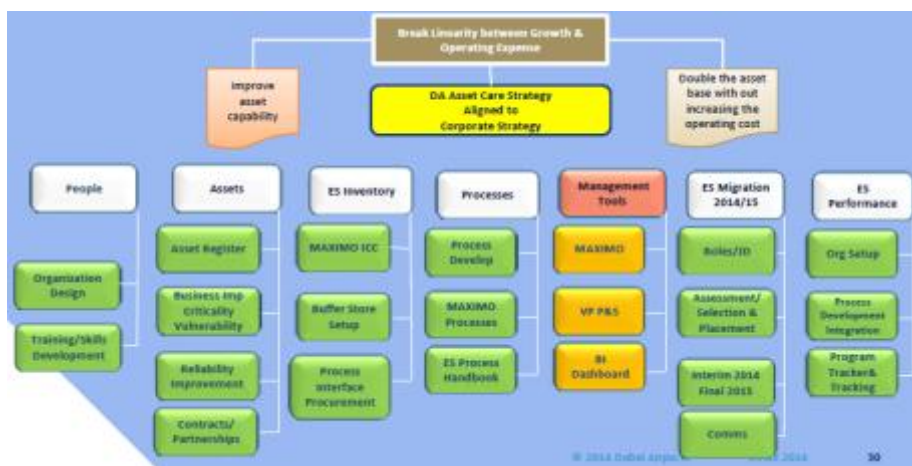 Break Linearity between Growth &
Operating Expense
Improve
asset
capability
DA Asset Care Strategy
Aligned to
Corporate Strategy
Double the asset
base with out
increasing the
operating cost
People
Organization
Design
Training/Skills
Development
Assets
Asset Register
Business Imp
Criticality
Vulnerability
Reliability
Improvement
Contracts/
Partnerships
ES Inventory
MAXIMO ICC
Buffer Store
Setup
Process
Interface
Procurement
Processes
Process
Develop
MAXIMO
Processes
ES Process
Handbook
Management
Tools
MAXIMO
VP P&S
BI
Dashboard
ES Migration
2014/15
Roles/JD
Assessment/
Selection &
Placement
Interim 2014
Final 2015
Comms
ES
Performance
Org Setup
Process
Development
Integration
Program
Tracker&
Tracking
© 2014 Dubai 2014
30